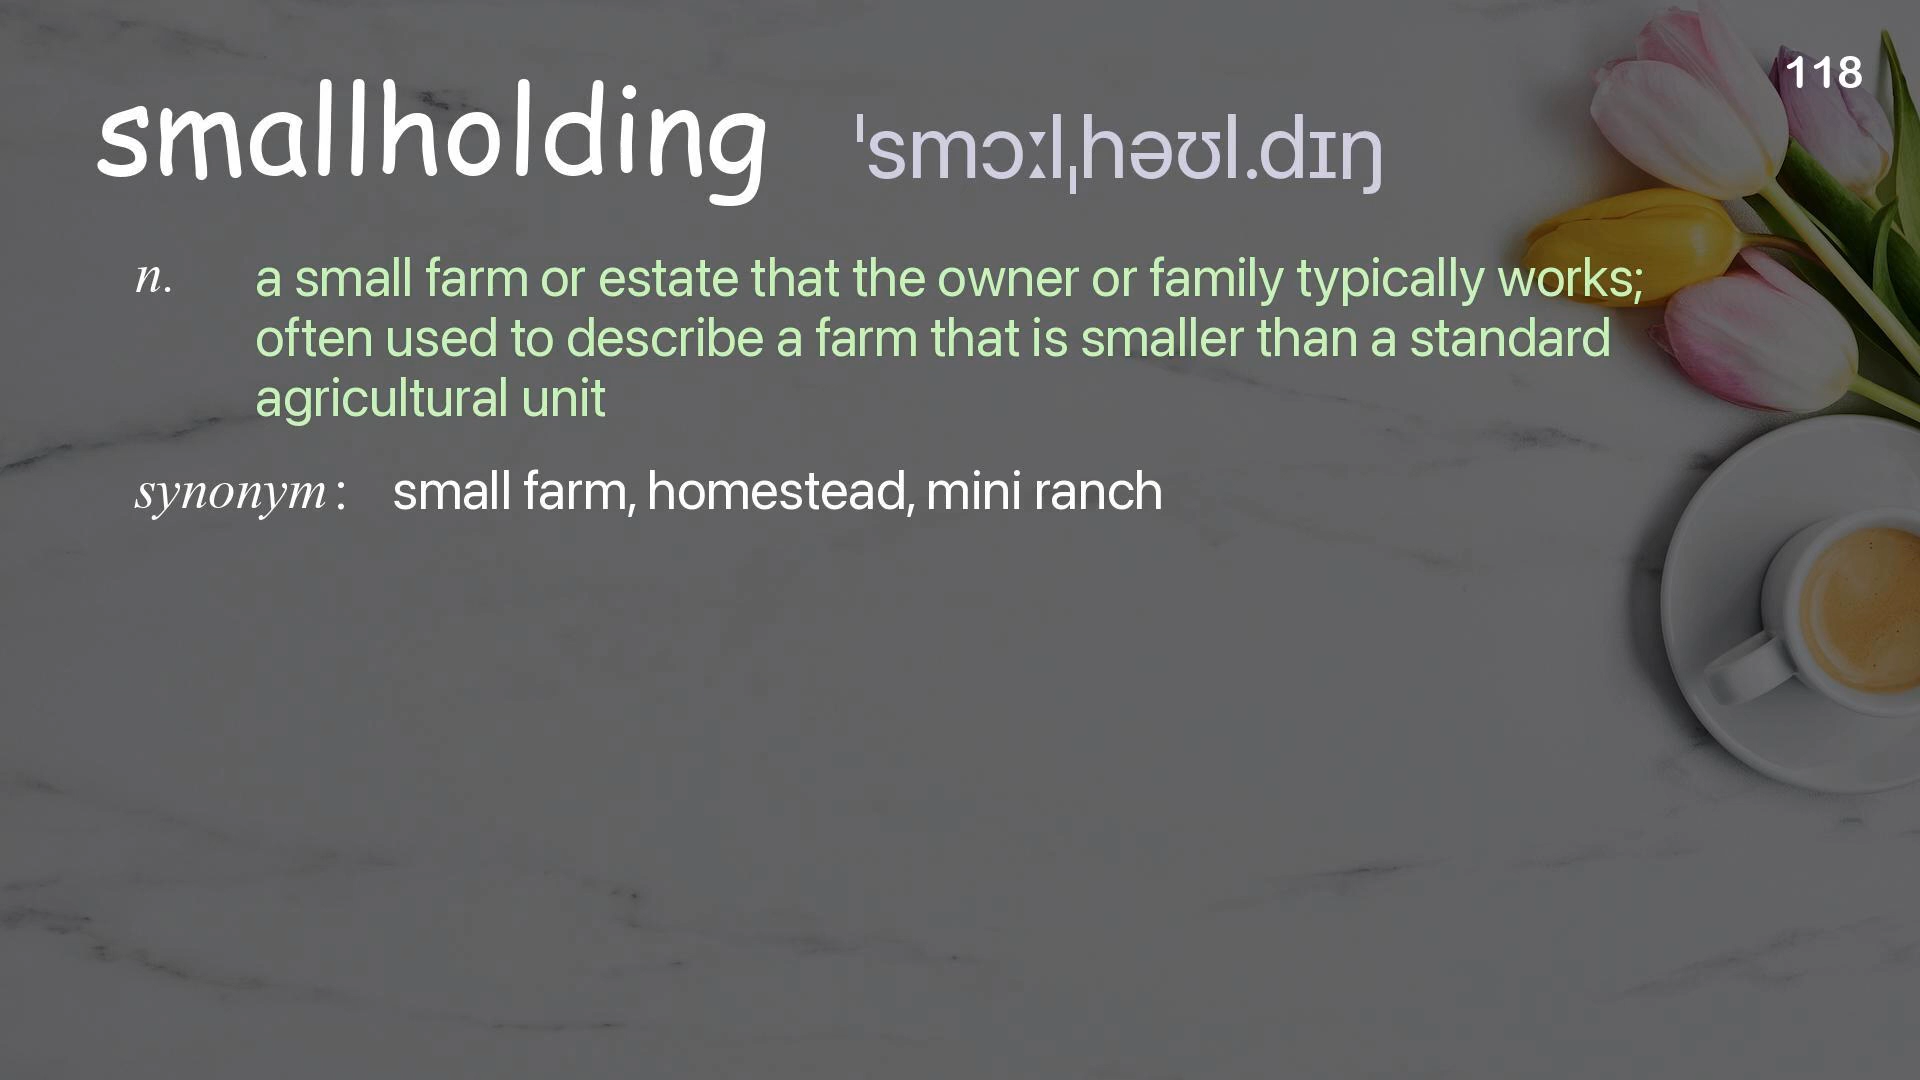 118
smallholding ˈsmɔːlˌhəʊl.dɪŋ
n. a small farm or estate that the owner or family typically works;
often used to describe a farm that is smaller than a standard
agricultural unit
synonym: small farm, homestead, mini ranch